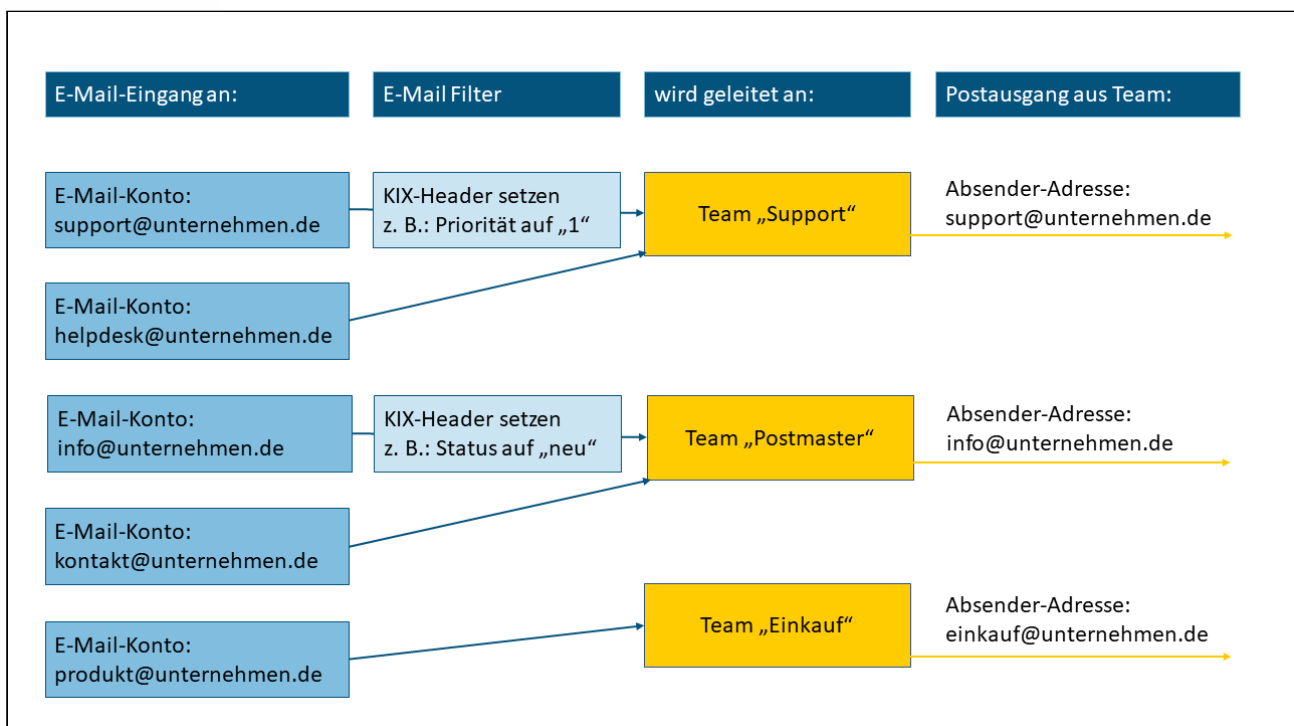 E-Mail-Eingang an:
E-Mail Filter
wird geleitet an:
Postausgang aus Team:
E-Mail-Konto:
support@unternehmen.de
KIX-Header setzen
z. B.: Priorität auf „1“
Team „Support“
Absender-Adresse:
support@unternehmen.de
E-Mail-Konto:
helpdesk@unternehmen.de
E-Mail-Konto:
info@unternehmen.de
KIX-Header setzen
z. B.: Status auf „neu“
Team „Postmaster“
Absender-Adresse:
info@unternehmen.de
E-Mail-Konto:
kontakt@unternehmen.de
E-Mail-Konto:
produkt@unternehmen.de
Team „Einkauf“
Absender-Adresse:
einkauf@unternehmen.de